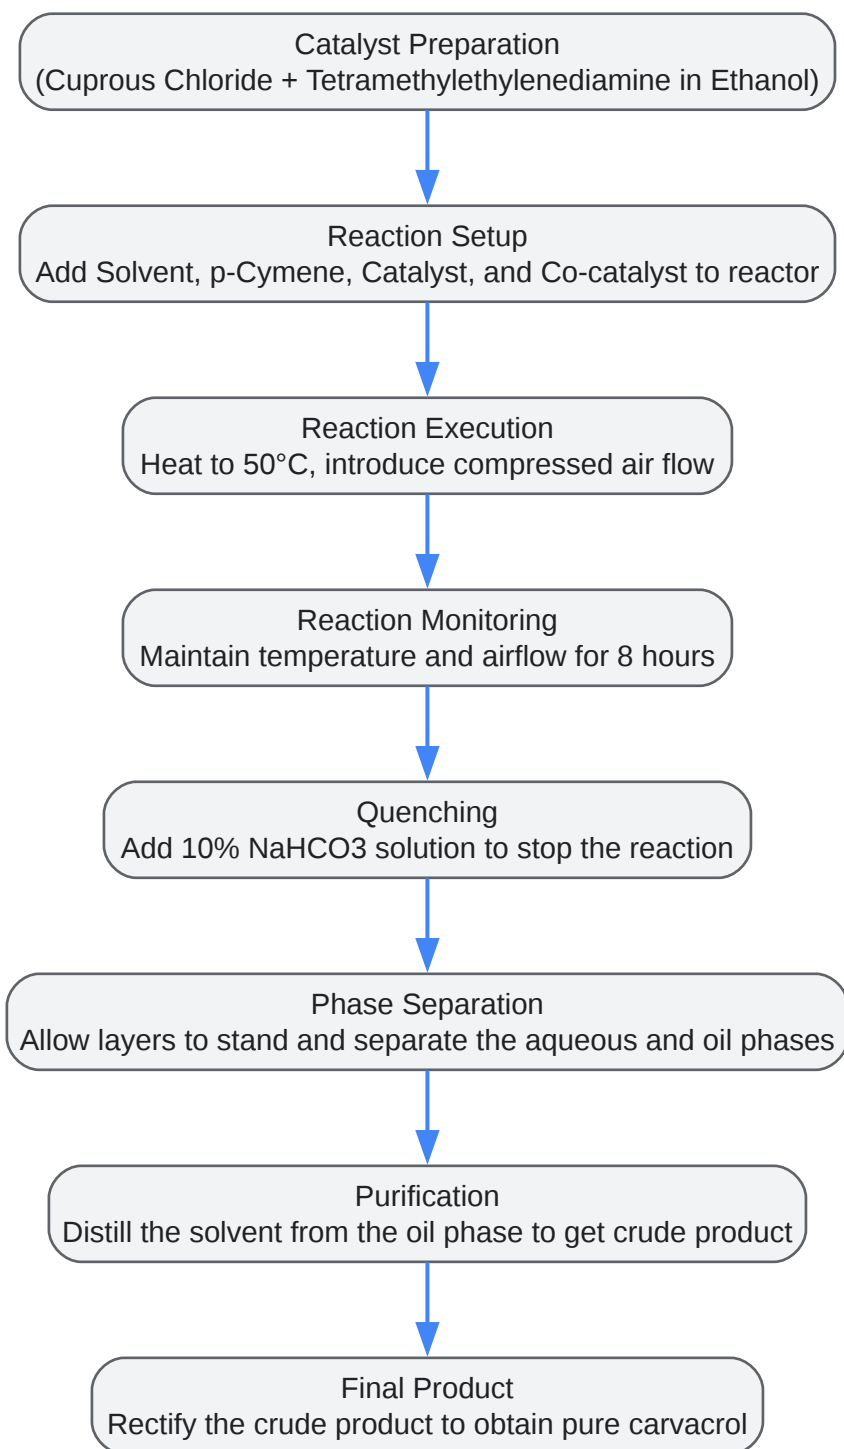 Catalyst Preparation
(Cuprous Chloride + Tetramethylethylenediamine in Ethanol)
Reaction Setup
Add Solvent, p-Cymene, Catalyst, and Co-catalyst to reactor
Reaction Execution
Heat to 50°C, introduce compressed air flow
Reaction Monitoring
Maintain temperature and airflow for 8 hours
Quenching
Add 10% NaHCO3 solution to stop the reaction
Phase Separation
Allow layers to stand and separate the aqueous and oil phases
Purification
Distill the solvent from the oil phase to get crude product
Final Product
Rectify the crude product to obtain pure carvacrol